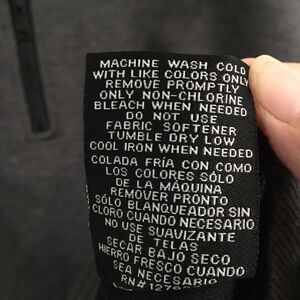 MACHINE WASH COLD
WITH LIKE COLORS ONLY
REMOVE PROMPTLY
ONLY NON-CHLORINE
BLEACH WHEN NEEDED
DO NOT USE
FABRIC SOFTENER
TUMBLE DRY LOW
COOL IRON WHEN NEEDED
COLADA FRÍA CON COMO
LOS COLORES SÓLO
DE LA MÁQUINA
REMOVER PRONTO
SÓLO BLANQUEADOR SIN
CLORO CUANDO NECESARIO
NO USE SUAVIZANTE
DE TELAS
SECAR BAJO SECO
HIERRO FRESCO CUANDO
SEA NECESARIO